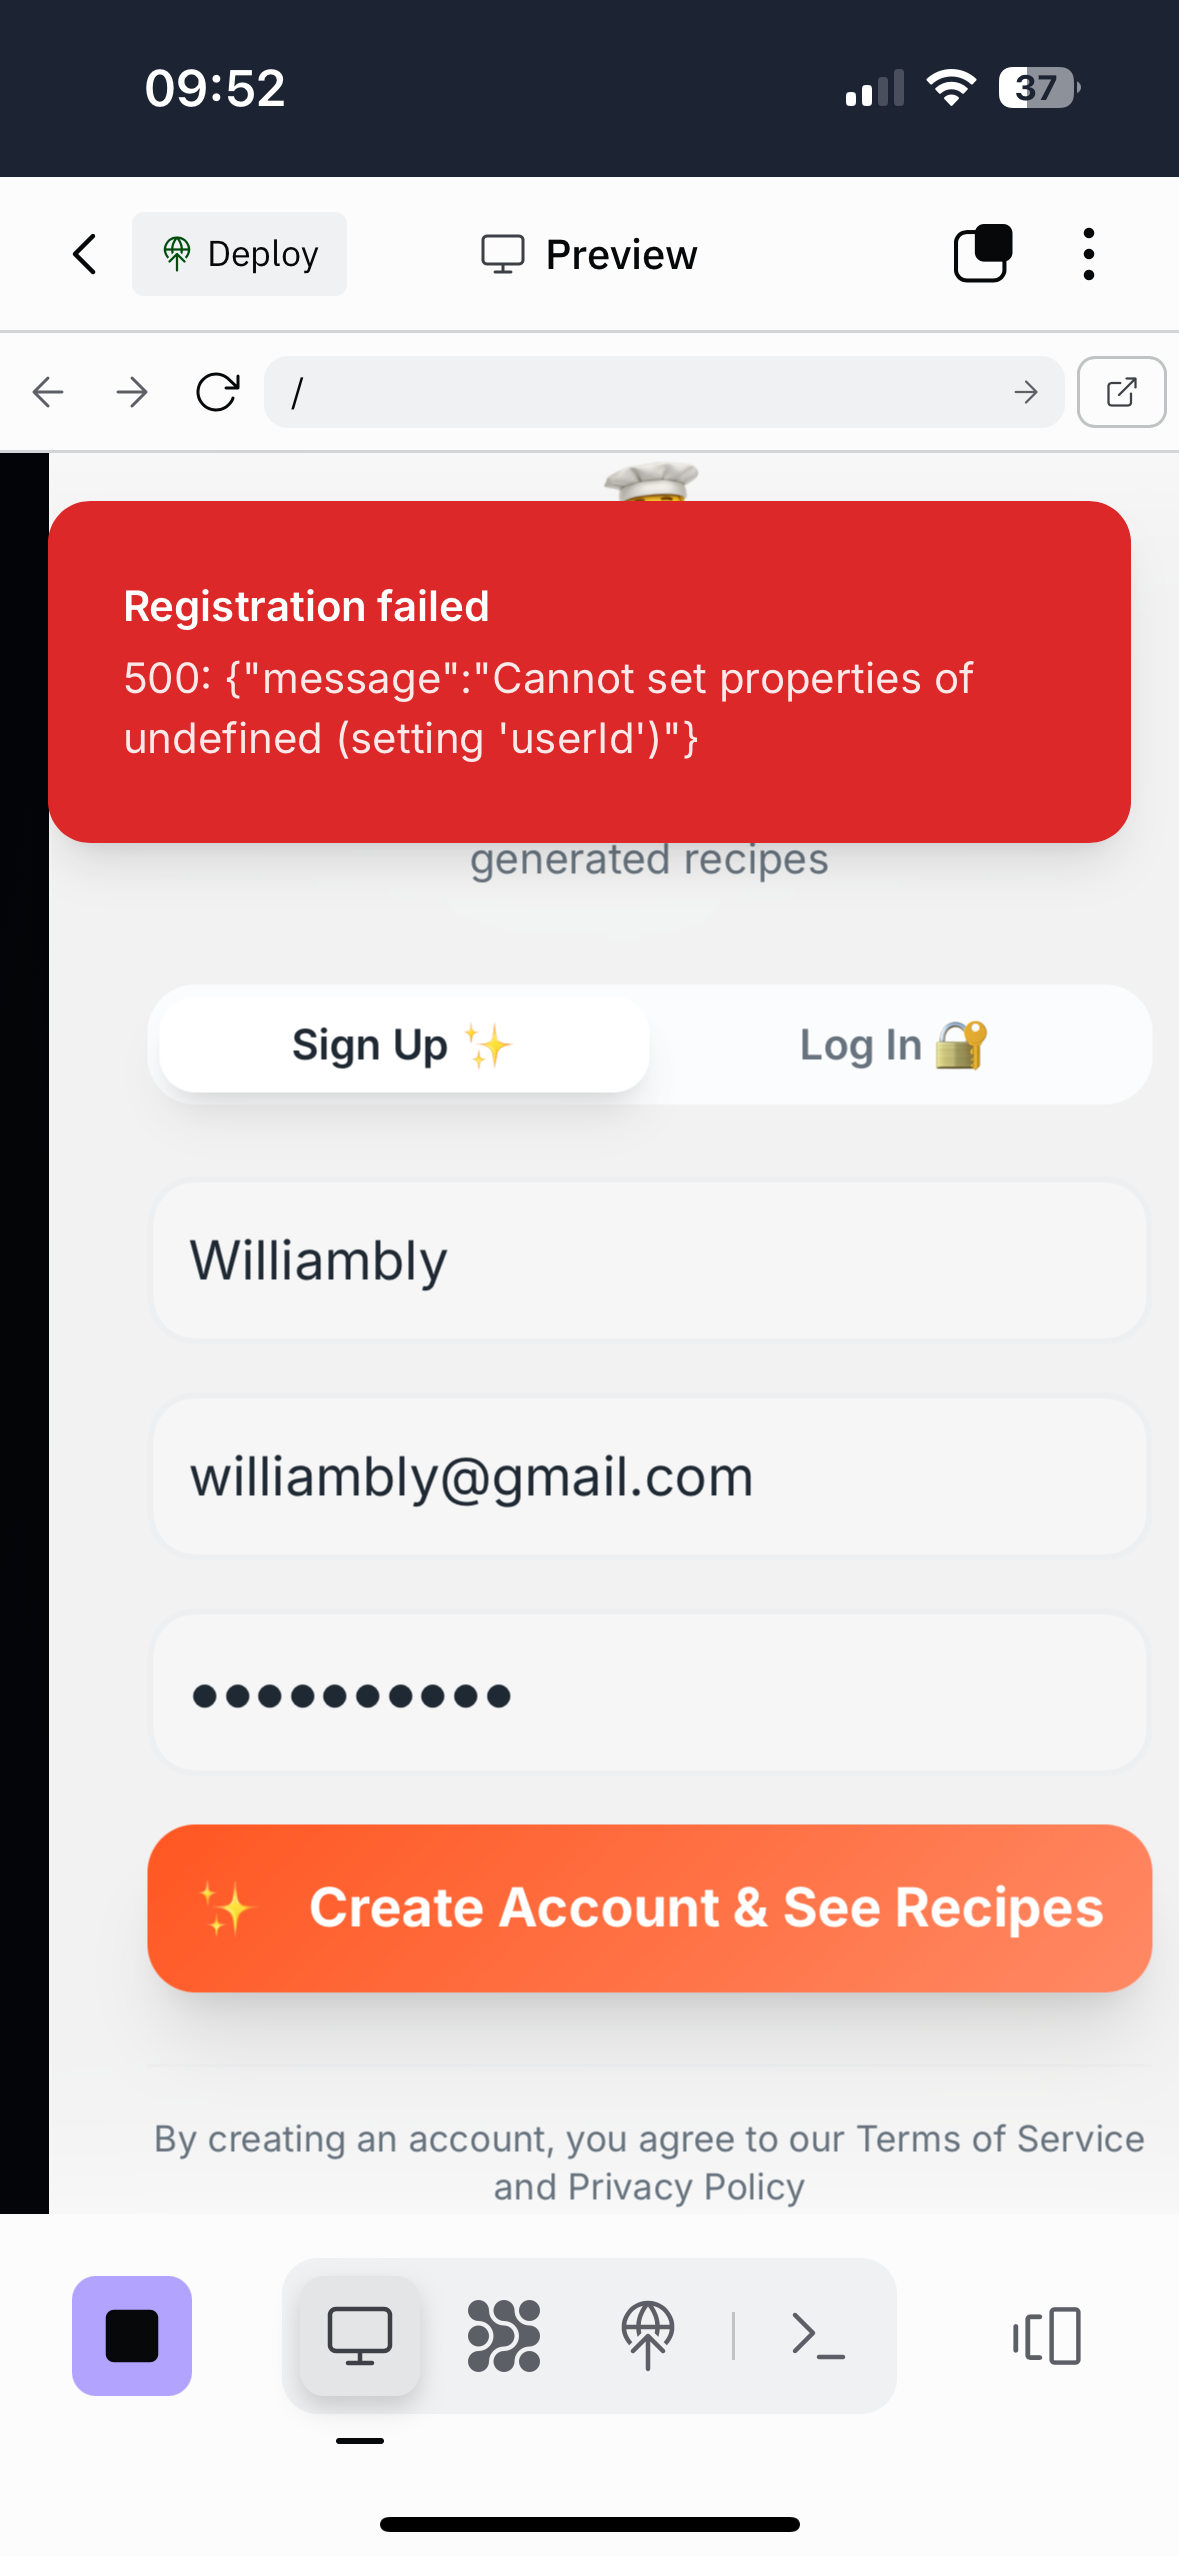 09:52
37
Deploy
Preview
/
Registration failed
500: {"message":"Cannot set properties of
undefined (setting 'userId')"}
generated recipes
Sign Up ✨
Log In 🔐
Williambly
williambly@gmail.com
••••••••••
✨ Create Account & See Recipes
By creating an account, you agree to our Terms of Service
and Privacy Policy